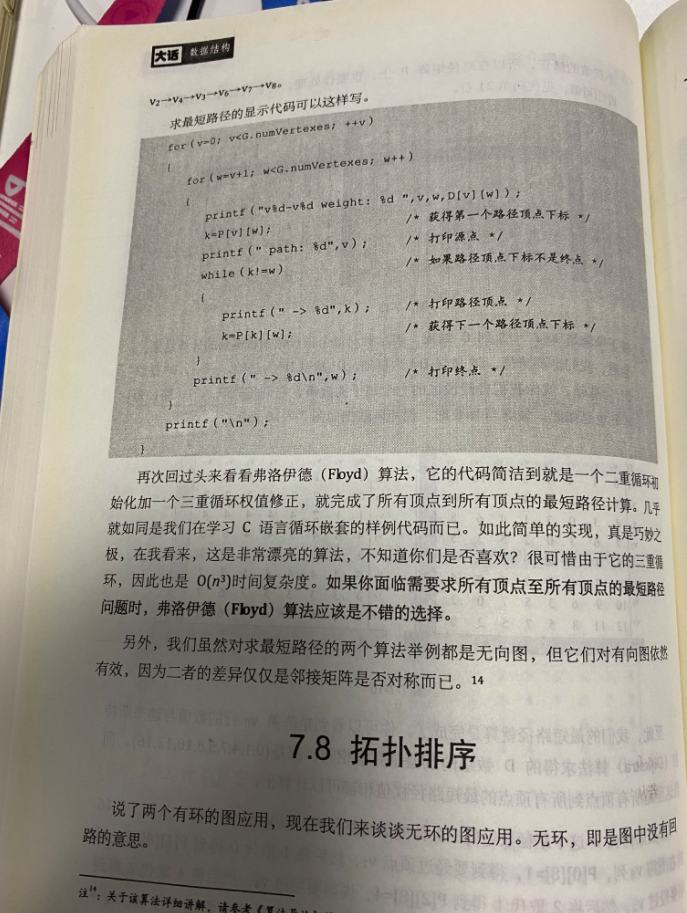 大话 数据结构
v2→v4→v3→v6→v7→v8。
求最短路径的显示代码可以这样写。
for(v=0; v<G.numVertexes; ++v)
{
for(w=v+1; w<G.numVertexes; w++)
{
printf("v%d-v%d weight: %d ",v,w,D[v][w]);
k=P[v][w]; /* 获得第一个路径顶点下标 */
printf(" path: %d",v); /* 打印源点 */
while(k!=w) /* 如果路径顶点下标不是终点 */
{
printf(" -> %d",k); /* 打印路径顶点 */
k=P[k][w]; /* 获得下一个路径顶点下标 */
}
printf(" -> %d\n",w); /* 打印终点 */
}
printf("\n");
}
再次回过头来看看弗洛伊德（Floyd）算法，它的代码简洁到就是一个二重循环初
始化加一个三重循环权值修正，就完成了所有顶点到所有顶点的最短路径计算。几乎
就如同是我们在学习 C 语言循环嵌套的样例代码而已。如此简单的实现，真是巧妙之
极，在我看来，这是非常漂亮的算法，不知道你们是否喜欢？很可惜由于它的三重循
环，因此也是 O(n³)时间复杂度。如果你面临需要求所有顶点至所有顶点的最短路径
问题时，弗洛伊德（Floyd）算法应该是不错的选择。
另外，我们虽然对求最短路径的两个算法举例都是无向图，但它们对有向图依然
有效，因为二者的差异仅仅是邻接矩阵是否对称而已。14
7.8 拓扑排序
说了两个有环的图应用，现在我们来谈谈无环的图应用。无环，即是图中没有回
路的意思。
注14：关于该算法详细讲解，请参考《算法导论